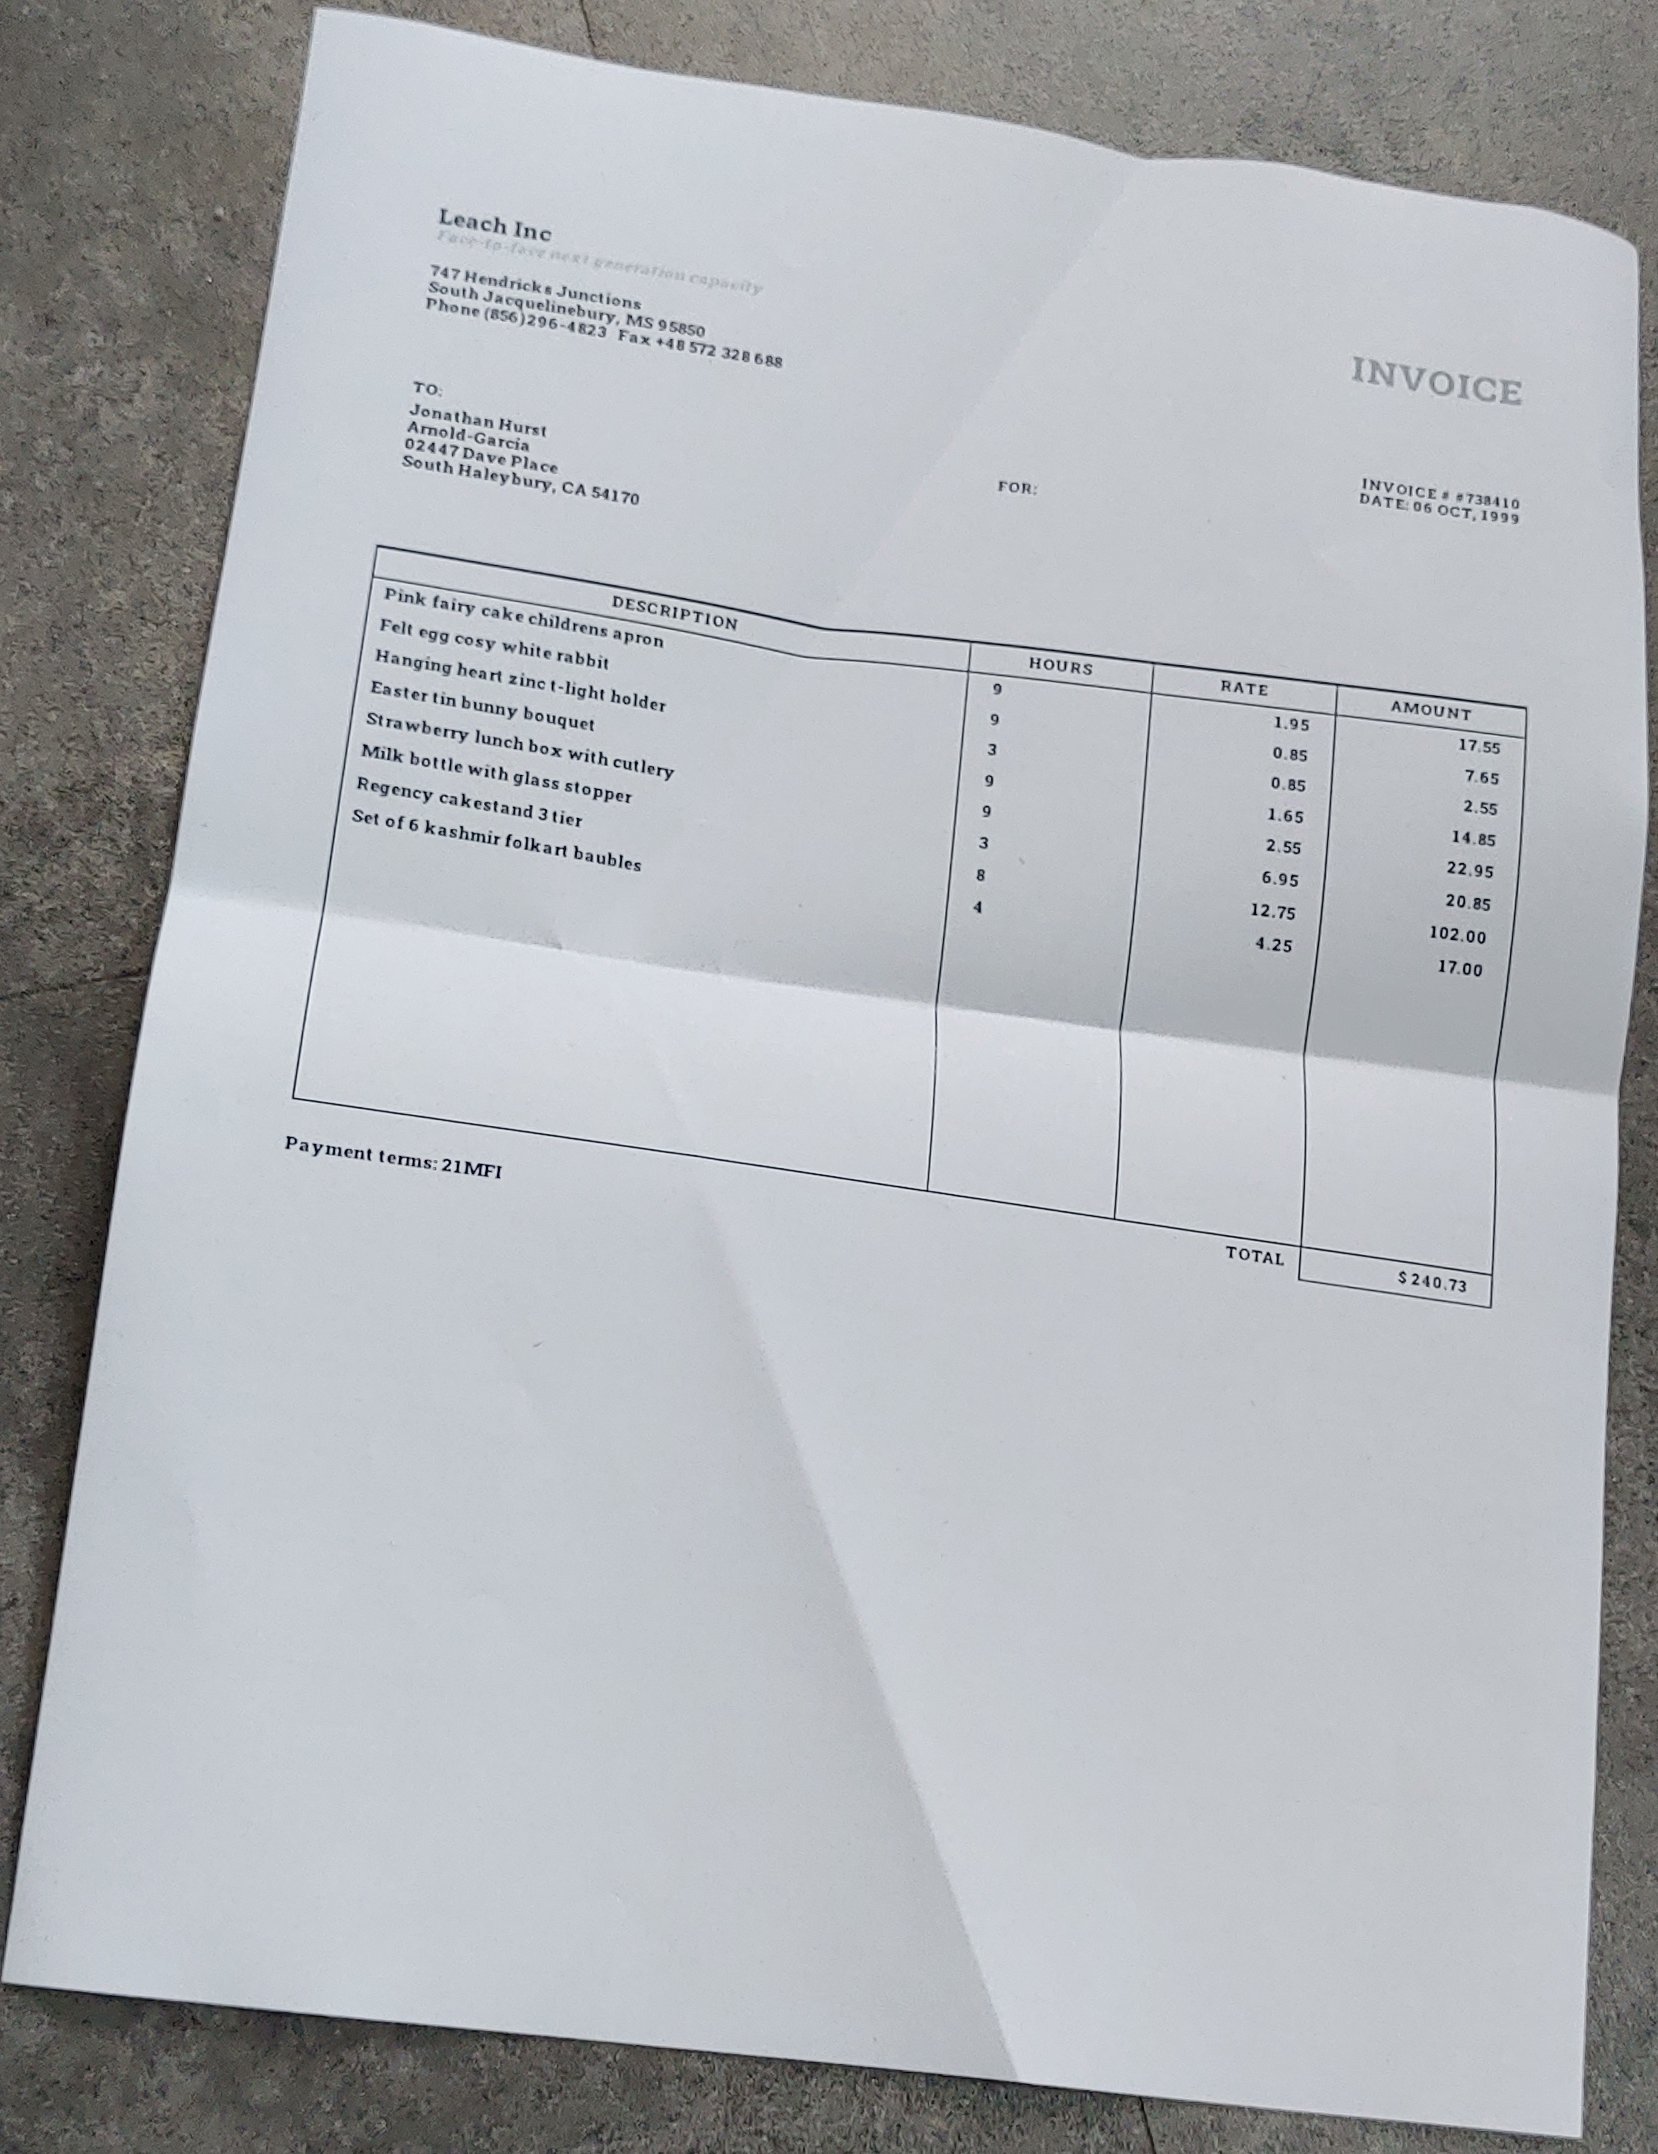 Leach Inc
Face-to-face next generation capacity
747 Hendricks Junctions
South Jacquelinebury, MS 95850
Phone (856)296-4823 Fax +48 572 328 688
INVOICE
TO:
Jonathan Hurst
Arnold-Garcia
02447 Dave Place
South Haleybury, CA 54170
FOR:
INVOICE # #738410
DATE: 06 OCT, 1999
DESCRIPTION HOURS RATE AMOUNT
Pink fairy cake childrens apron 9 1.95 17.55
Felt egg cosy white rabbit 9 0.85 7.65
Hanging heart zinc t-light holder 3 0.85 2.55
Easter tin bunny bouquet 9 1.65 14.85
Strawberry lunch box with cutlery 9 2.55 22.95
Milk bottle with glass stopper 3 6.95 20.85
Regency cakestand 3 tier 8 12.75 102.00
Set of 6 kashmir folkart baubles 4 4.25 17.00
TOTAL $ 240.73
Payment terms: 21MFI